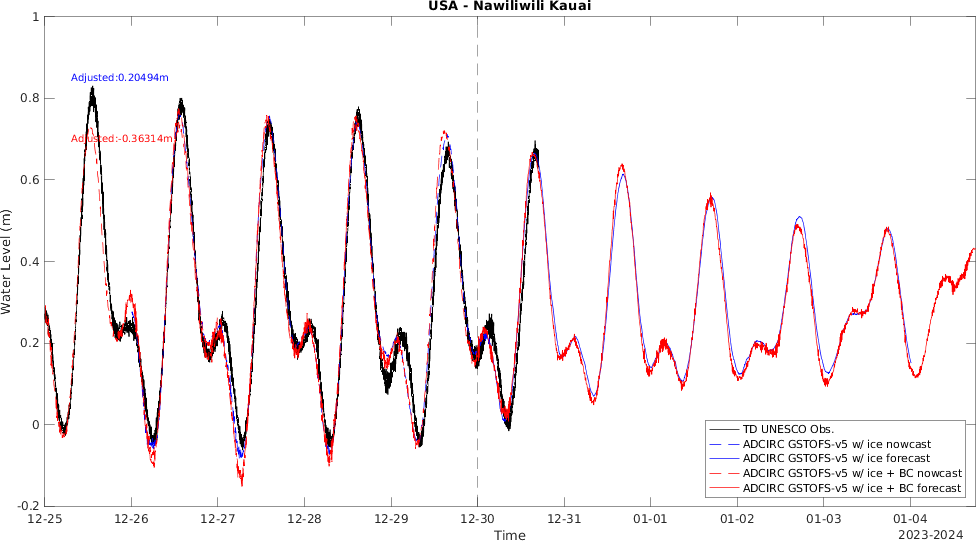 USA - Nawiliwili Kauai
1
Adjusted:0.20494m
0.8
Adjusted:-0.36314m
0.6
0.4
0.2
0
-0.2
Water Level (m)
TD UNESCO Obs.
ADCIRC GSTOFS-v5 w/ ice nowcast
ADCIRC GSTOFS-v5 w/ ice forecast
ADCIRC GSTOFS-v5 w/ ice + BC nowcast
ADCIRC GSTOFS-v5 w/ ice + BC forecast
12-25 12-26 12-27 12-28 12-29 12-30 12-31 01-01 01-02 01-03 01-04
Time
2023-2024